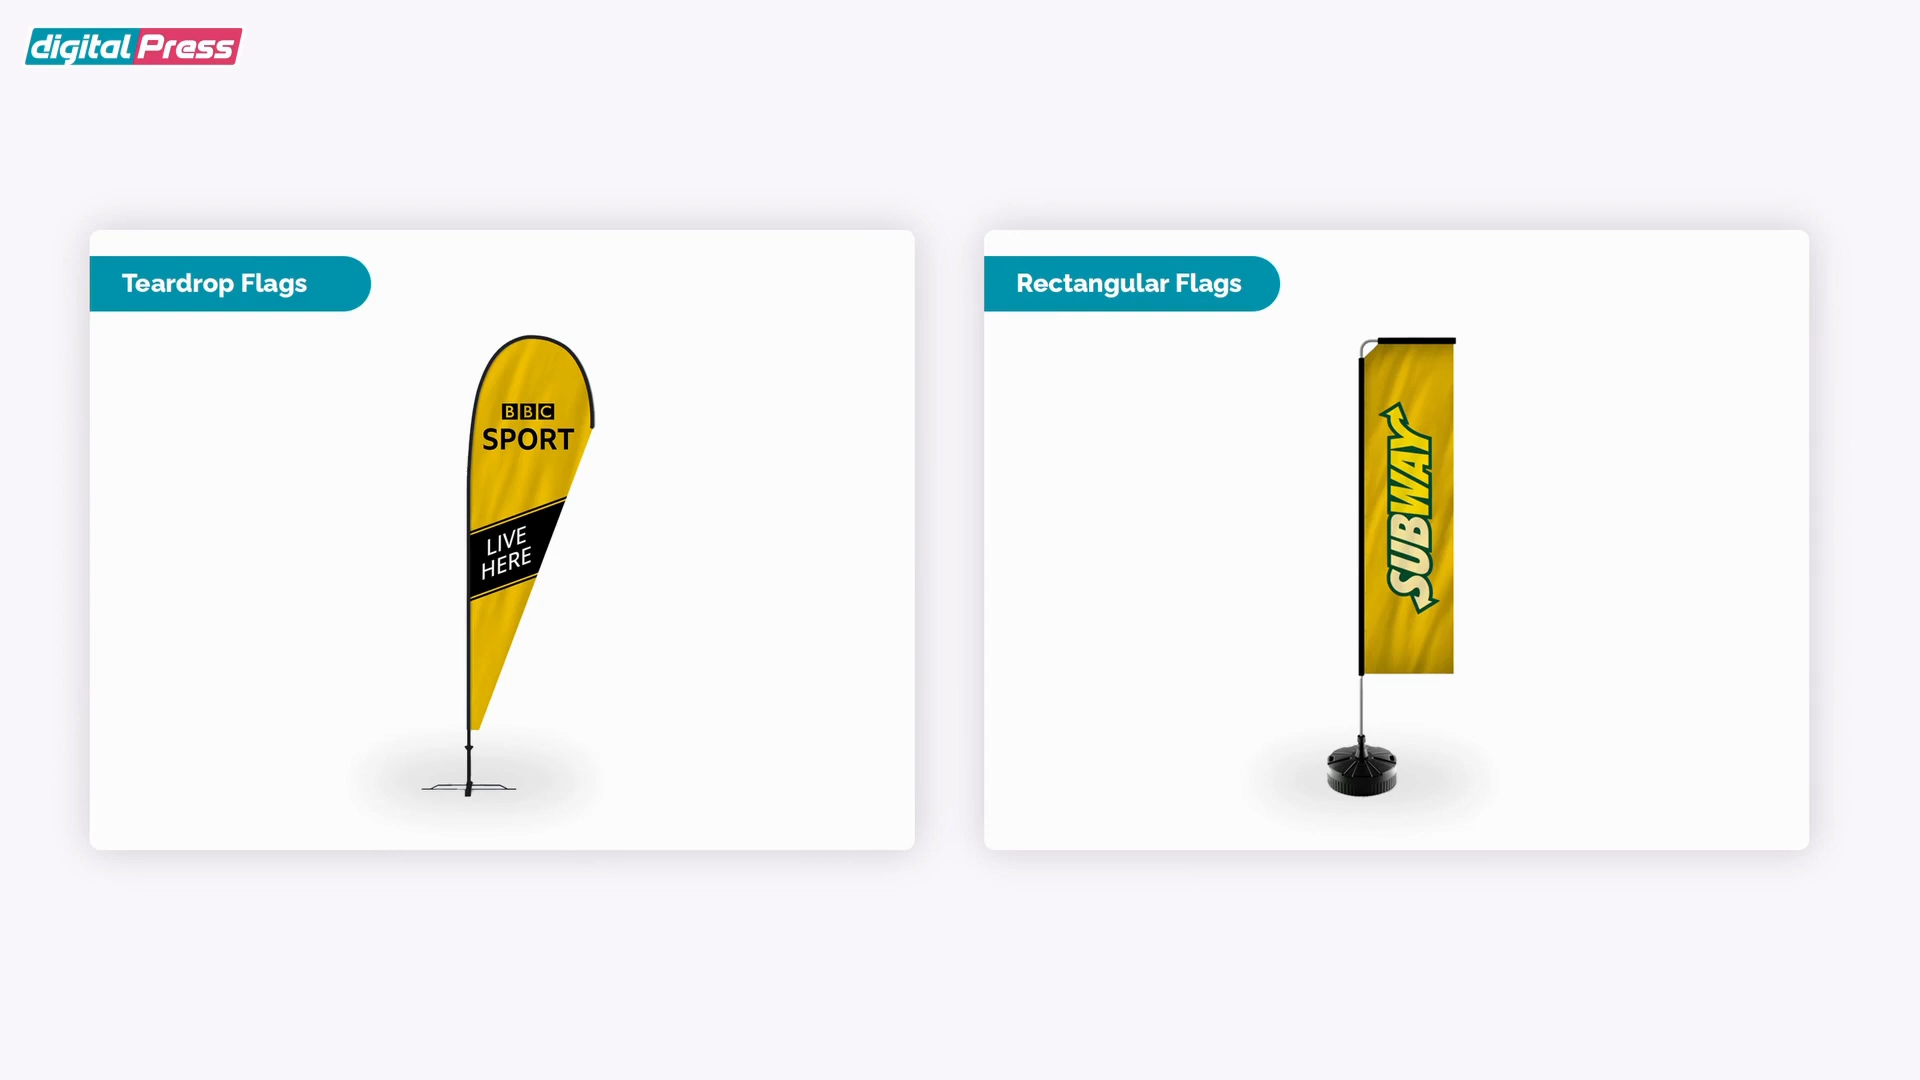 digital Press
Teardrop Flags
BBC
SPORT
LIVE
HERE
Rectangular Flags
SUBWAY